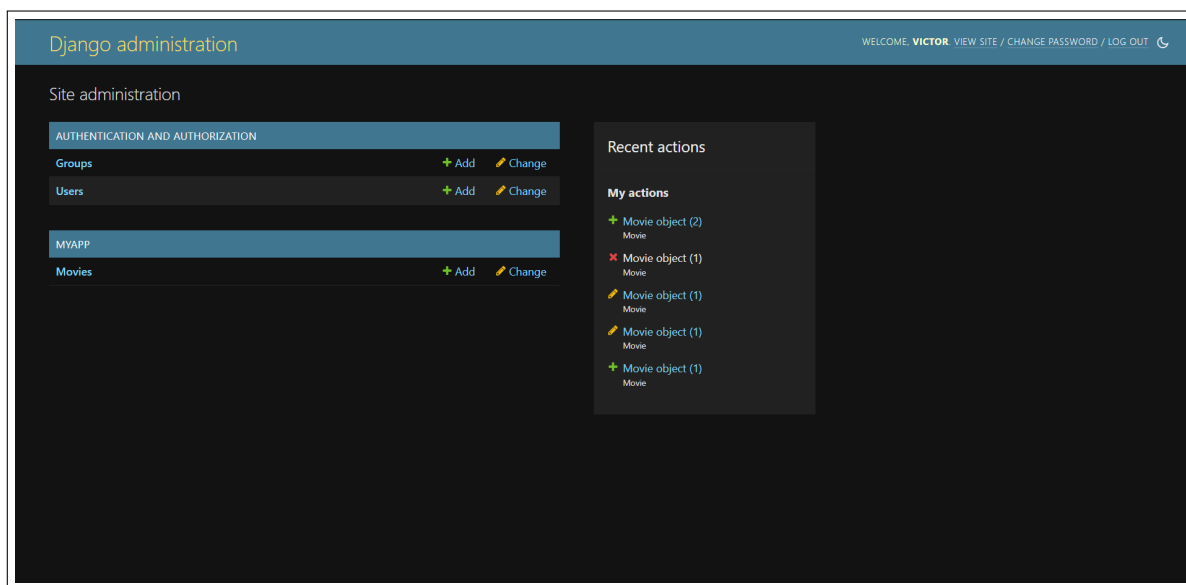 Django administration
WELCOME, VICTOR. VIEW SITE / CHANGE PASSWORD / LOG OUT
Site administration
AUTHENTICATION AND AUTHORIZATION
Groups Add Change
Users Add Change
MYAPP
Movies Add Change
Recent actions
My actions
Movie object (2)
Movie
Movie object (1)
Movie
Movie object (1)
Movie
Movie object (1)
Movie
Movie object (1)
Movie